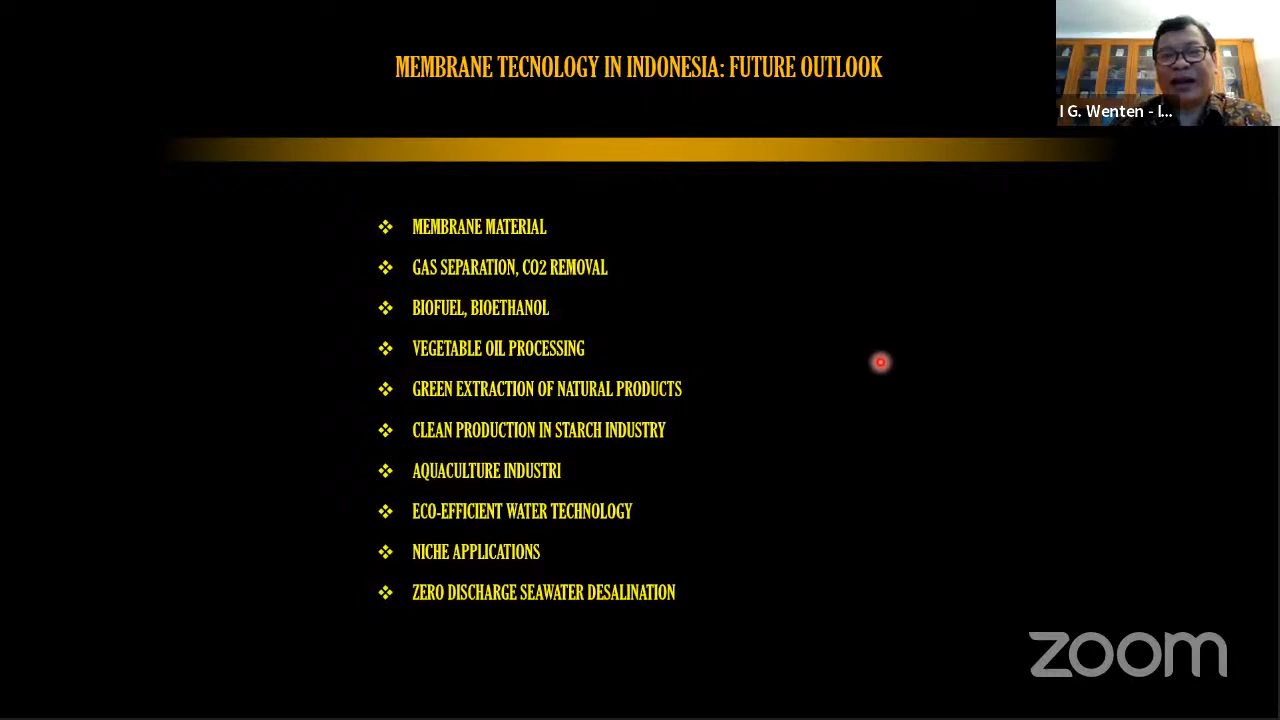 MEMBRANE TECNOLOGY IN INDONESIA: FUTURE OUTLOOK
I G. Wenten - I...
❖ MEMBRANE MATERIAL
❖ GAS SEPARATION, CO2 REMOVAL
❖ BIOFUEL, BIOETHANOL
❖ VEGETABLE OIL PROCESSING
❖ GREEN EXTRACTION OF NATURAL PRODUCTS
❖ CLEAN PRODUCTION IN STARCH INDUSTRY
❖ AQUACULTURE INDUSTRI
❖ ECO-EFFICIENT WATER TECHNOLOGY
❖ NICHE APPLICATIONS
❖ ZERO DISCHARGE SEAWATER DESALINATION
zoom